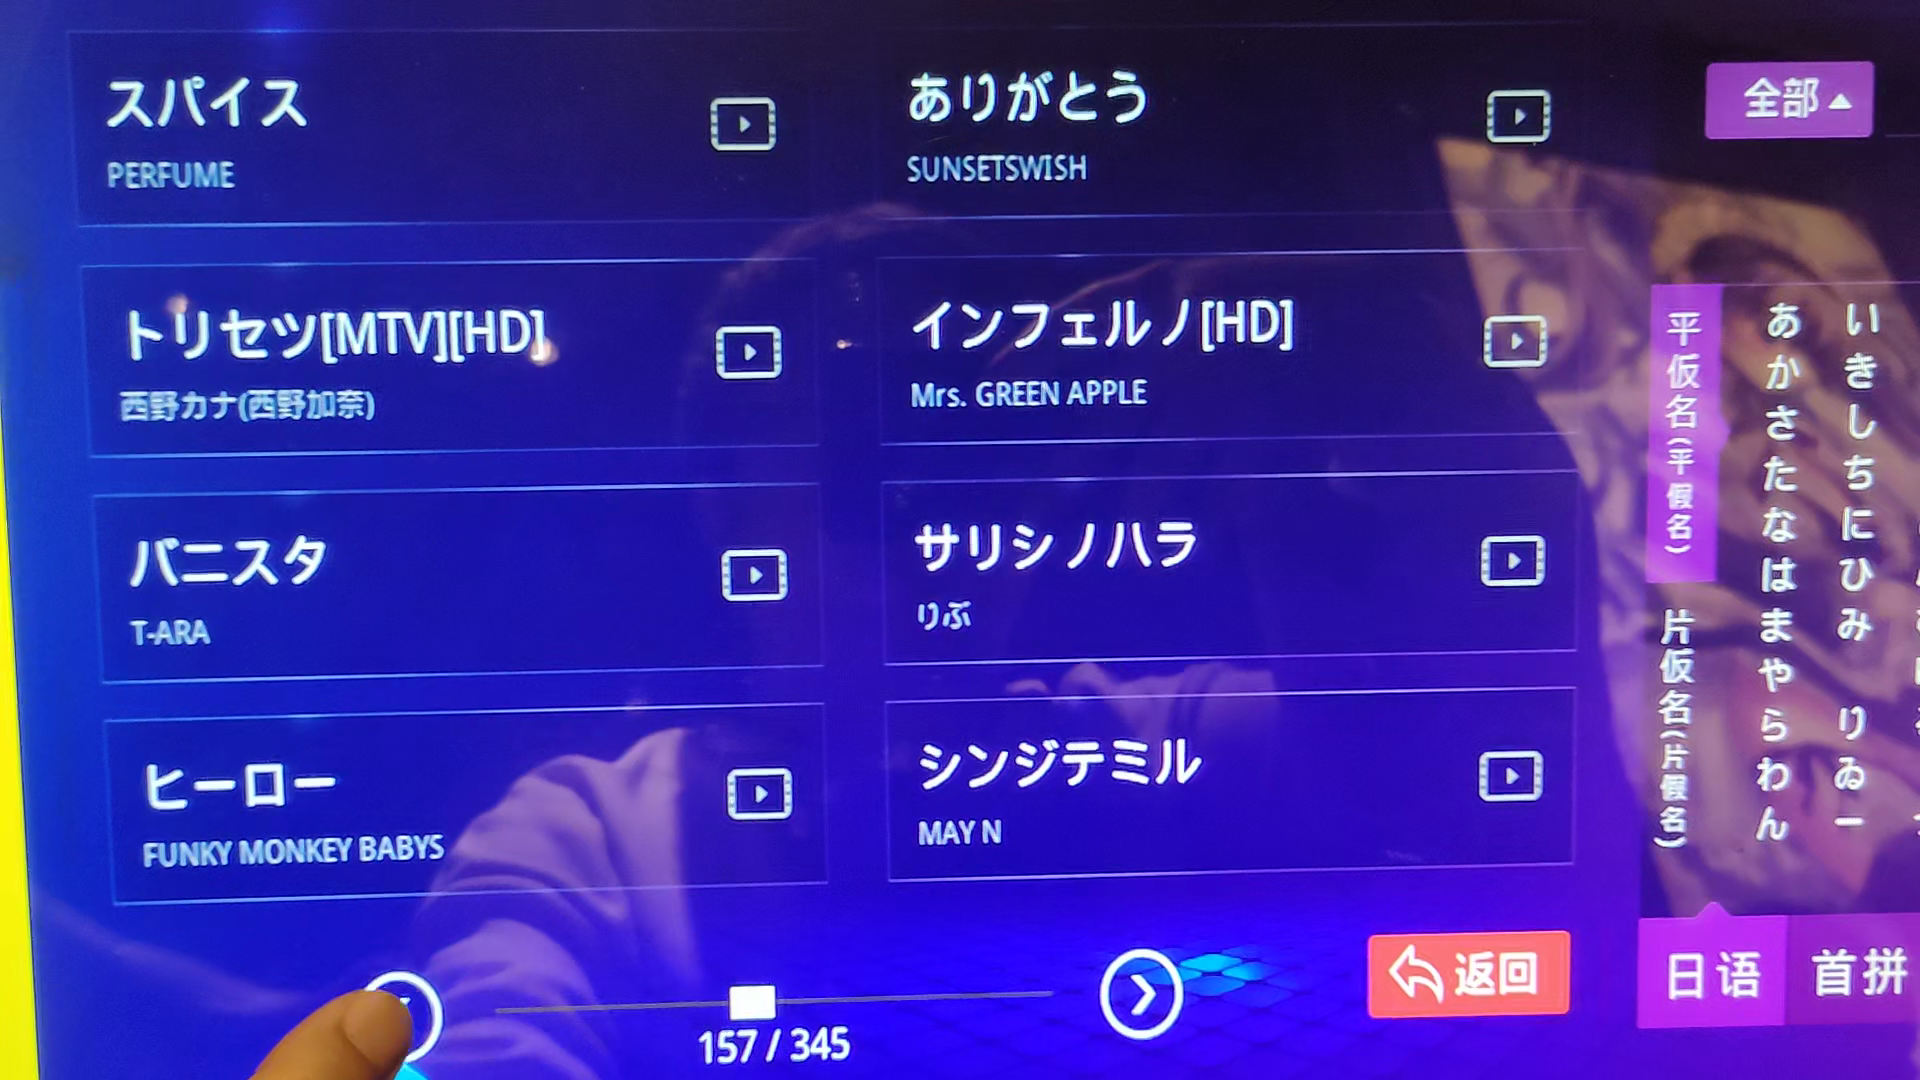 スパイス
PERFUME
ありがとう
SUNSETSWISH
トリセツ[MTV][HD]
西野カナ(西野加奈)
インフェルノ[HD]
Mrs. GREEN APPLE
バニスタ
T-ARA
サリシノハラ
りぶ
ヒーロー
FUNKY MONKEY BABYS
シンジテミル
MAY N
157 / 345
返回
全部
平仮名(平假名)
片仮名(片假名)
あかさたなはまやらわん
いきしちにひみ りゐー
日语
首拼